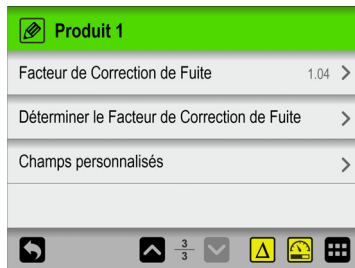 Produit 1
Facteur de Correction de Fuite 1.04
Déterminer le Facteur de Correction de Fuite
Champs personnalisés
3
3
Δ